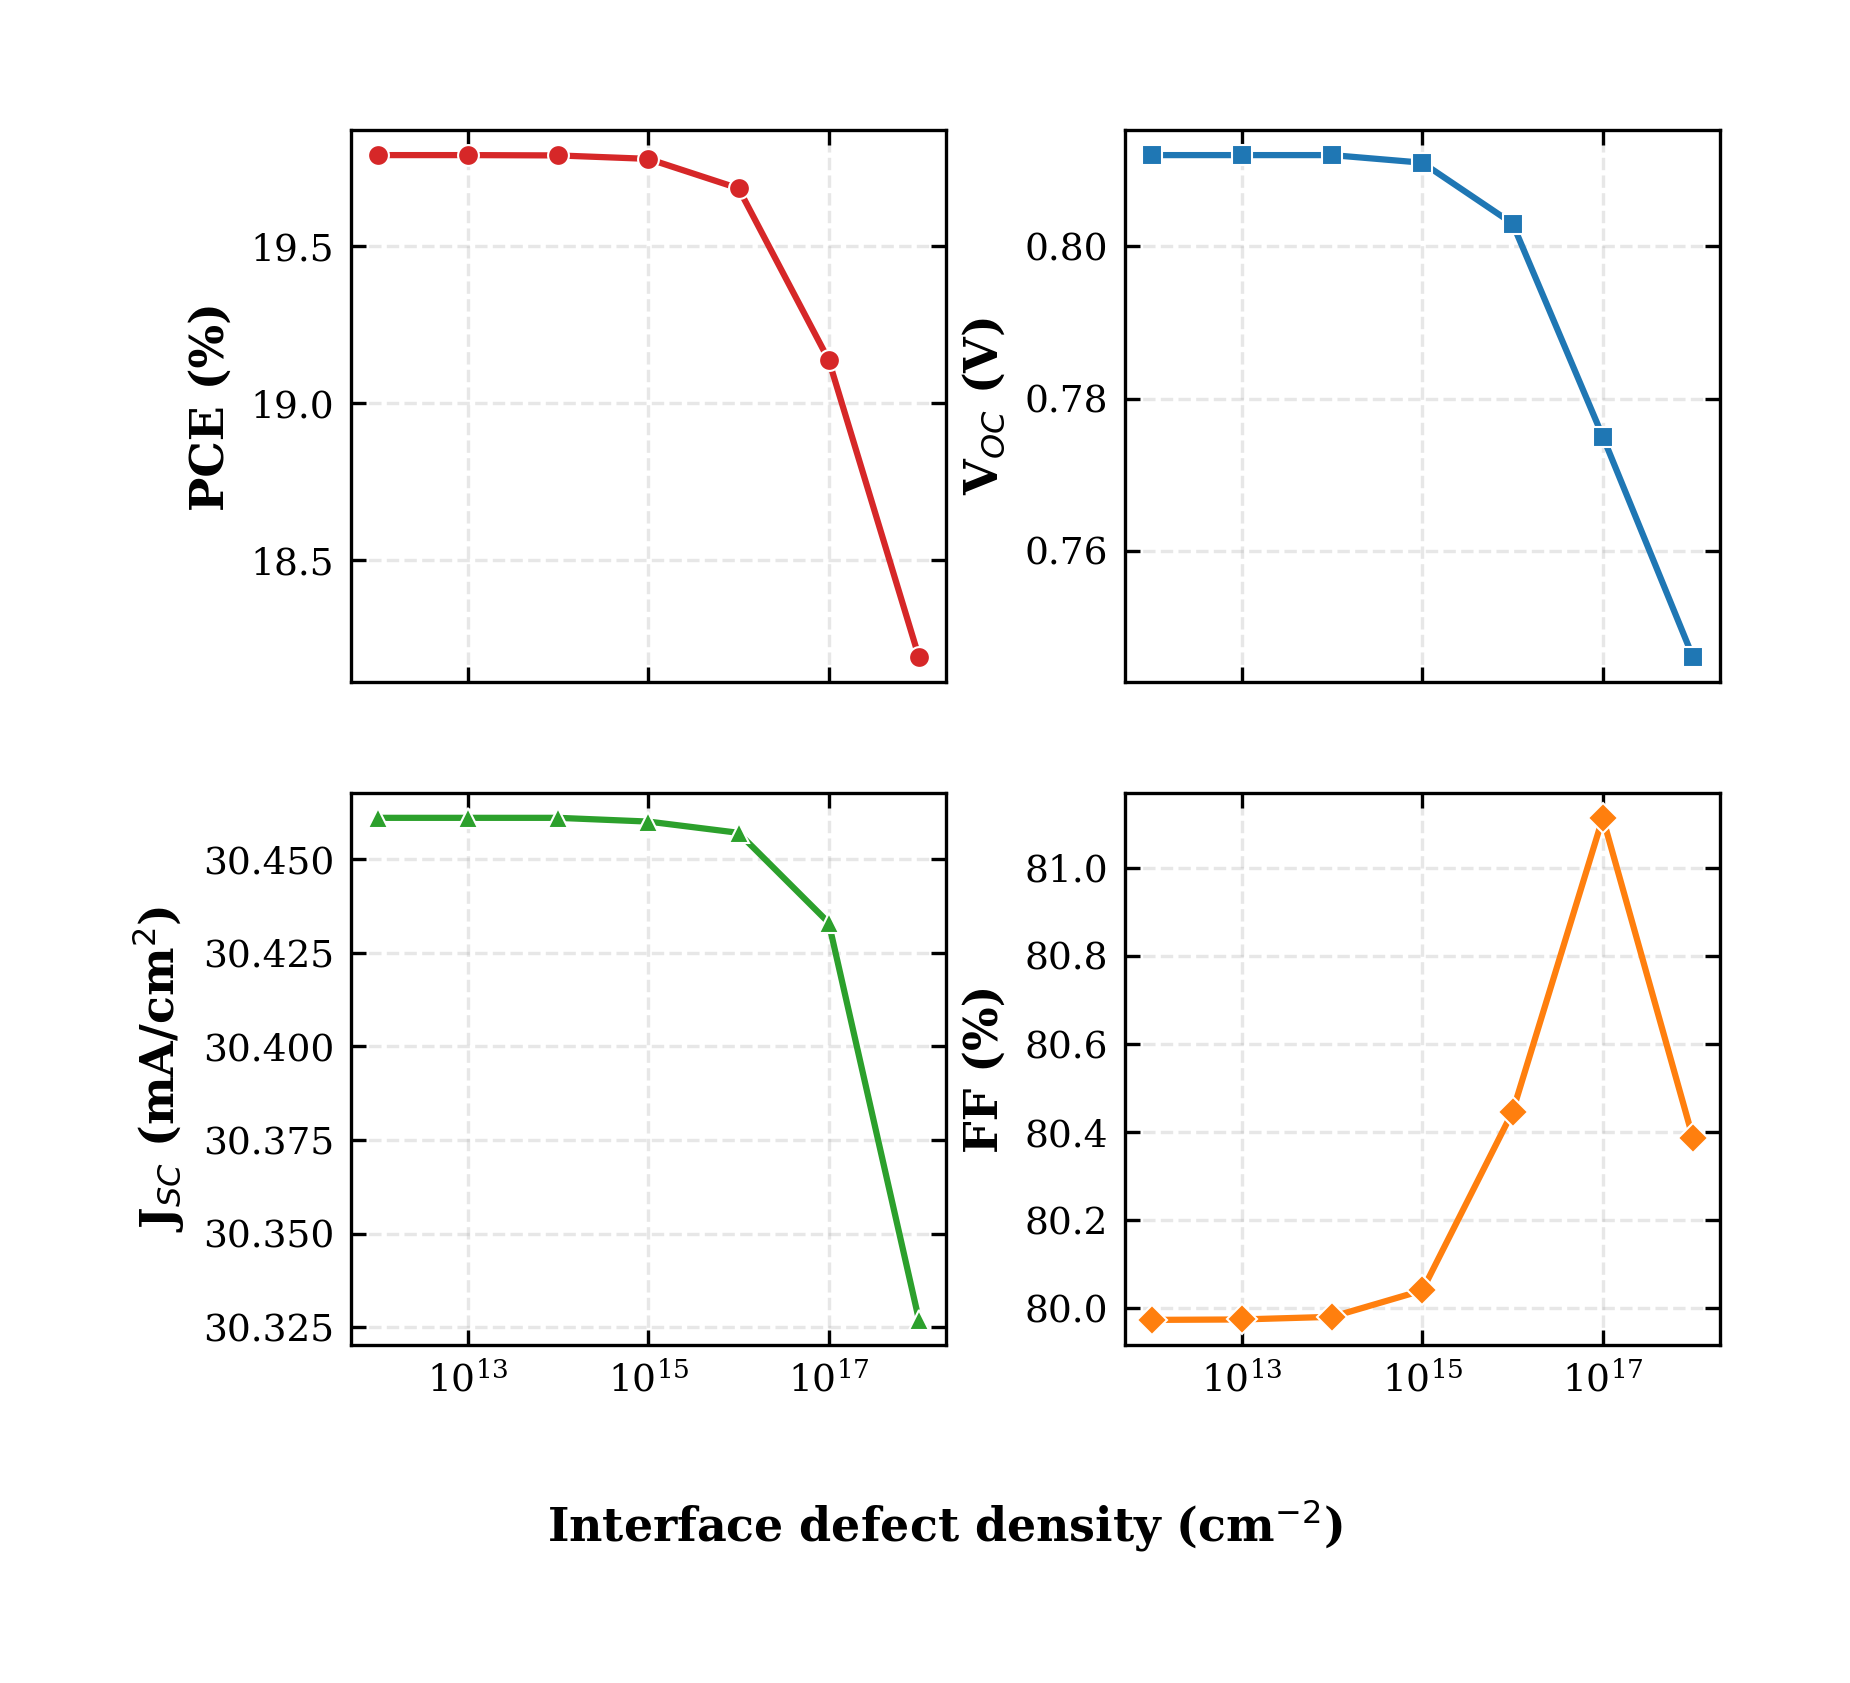 PCE (%)
19.5
19.0
18.5
V_{OC} (V)
0.80
0.78
0.76
J_{SC} (mA/cm^{2})
30.450
30.425
30.400
30.375
30.350
30.325
10^{13} 10^{15} 10^{17}
FF (%)
81.0
80.8
80.6
80.4
80.2
80.0
10^{13} 10^{15} 10^{17}
Interface defect density (cm^{−2})